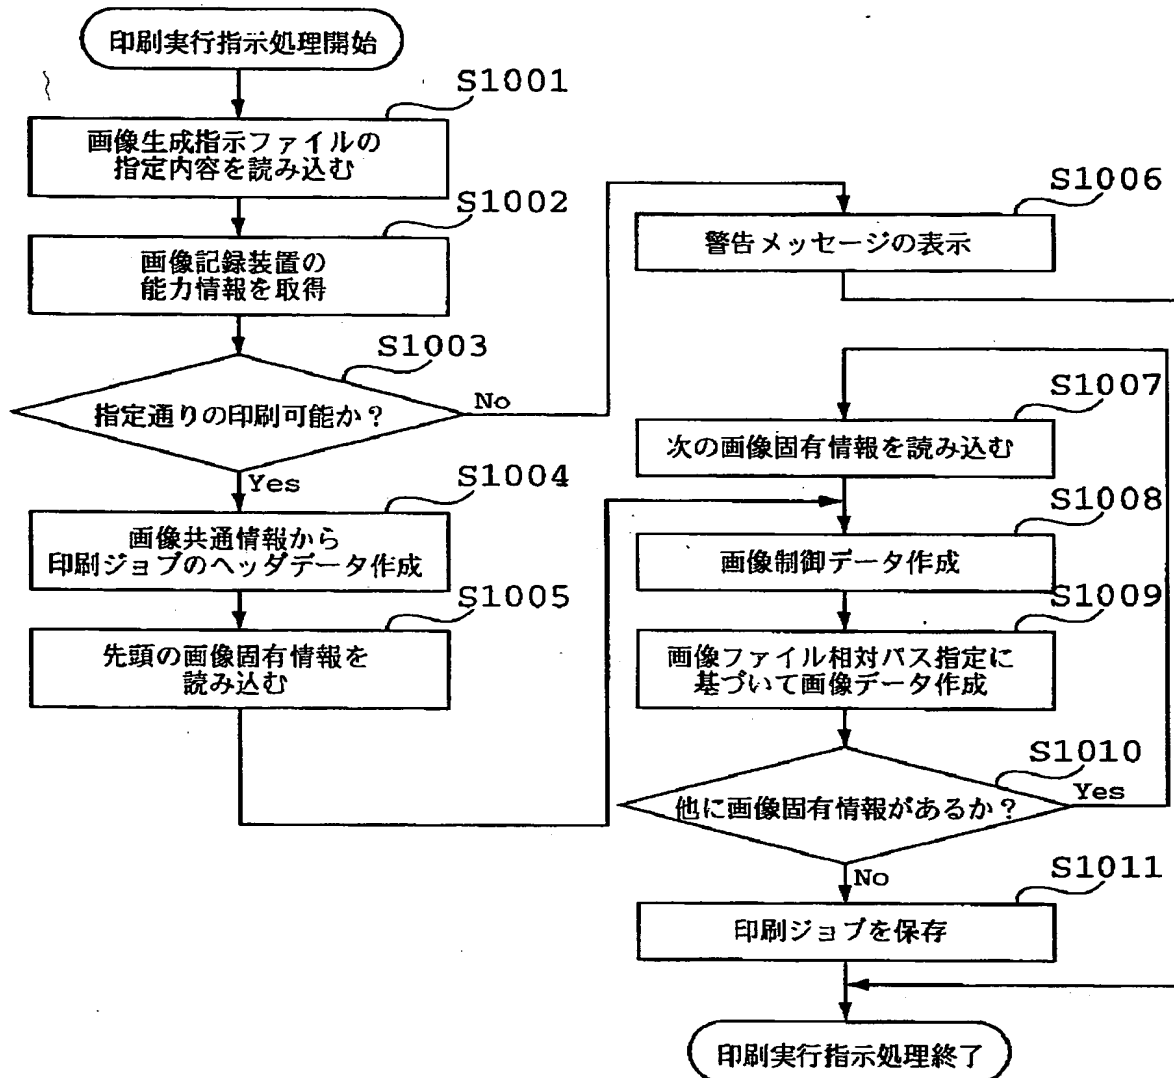 印刷実行指示処理開始
S1001
画像生成指示ファイルの
指定内容を読み込む
S1002
画像記録装置の
能力情報を取得
S1003
指定通りの印刷可能か?
No
Yes
S1004
画像共通情報から
印刷ジョブのヘッダデータ作成
S1005
先頭の画像固有情報を
読み込む
S1006
警告メッセージの表示
S1007
次の画像固有情報を読み込む
S1008
画像制御データ作成
S1009
画像ファイル相対パス指定に
基づいて画像データ作成
S1010
他に画像固有情報があるか?
Yes
No
S1011
印刷ジョブを保存
印刷実行指示処理終了